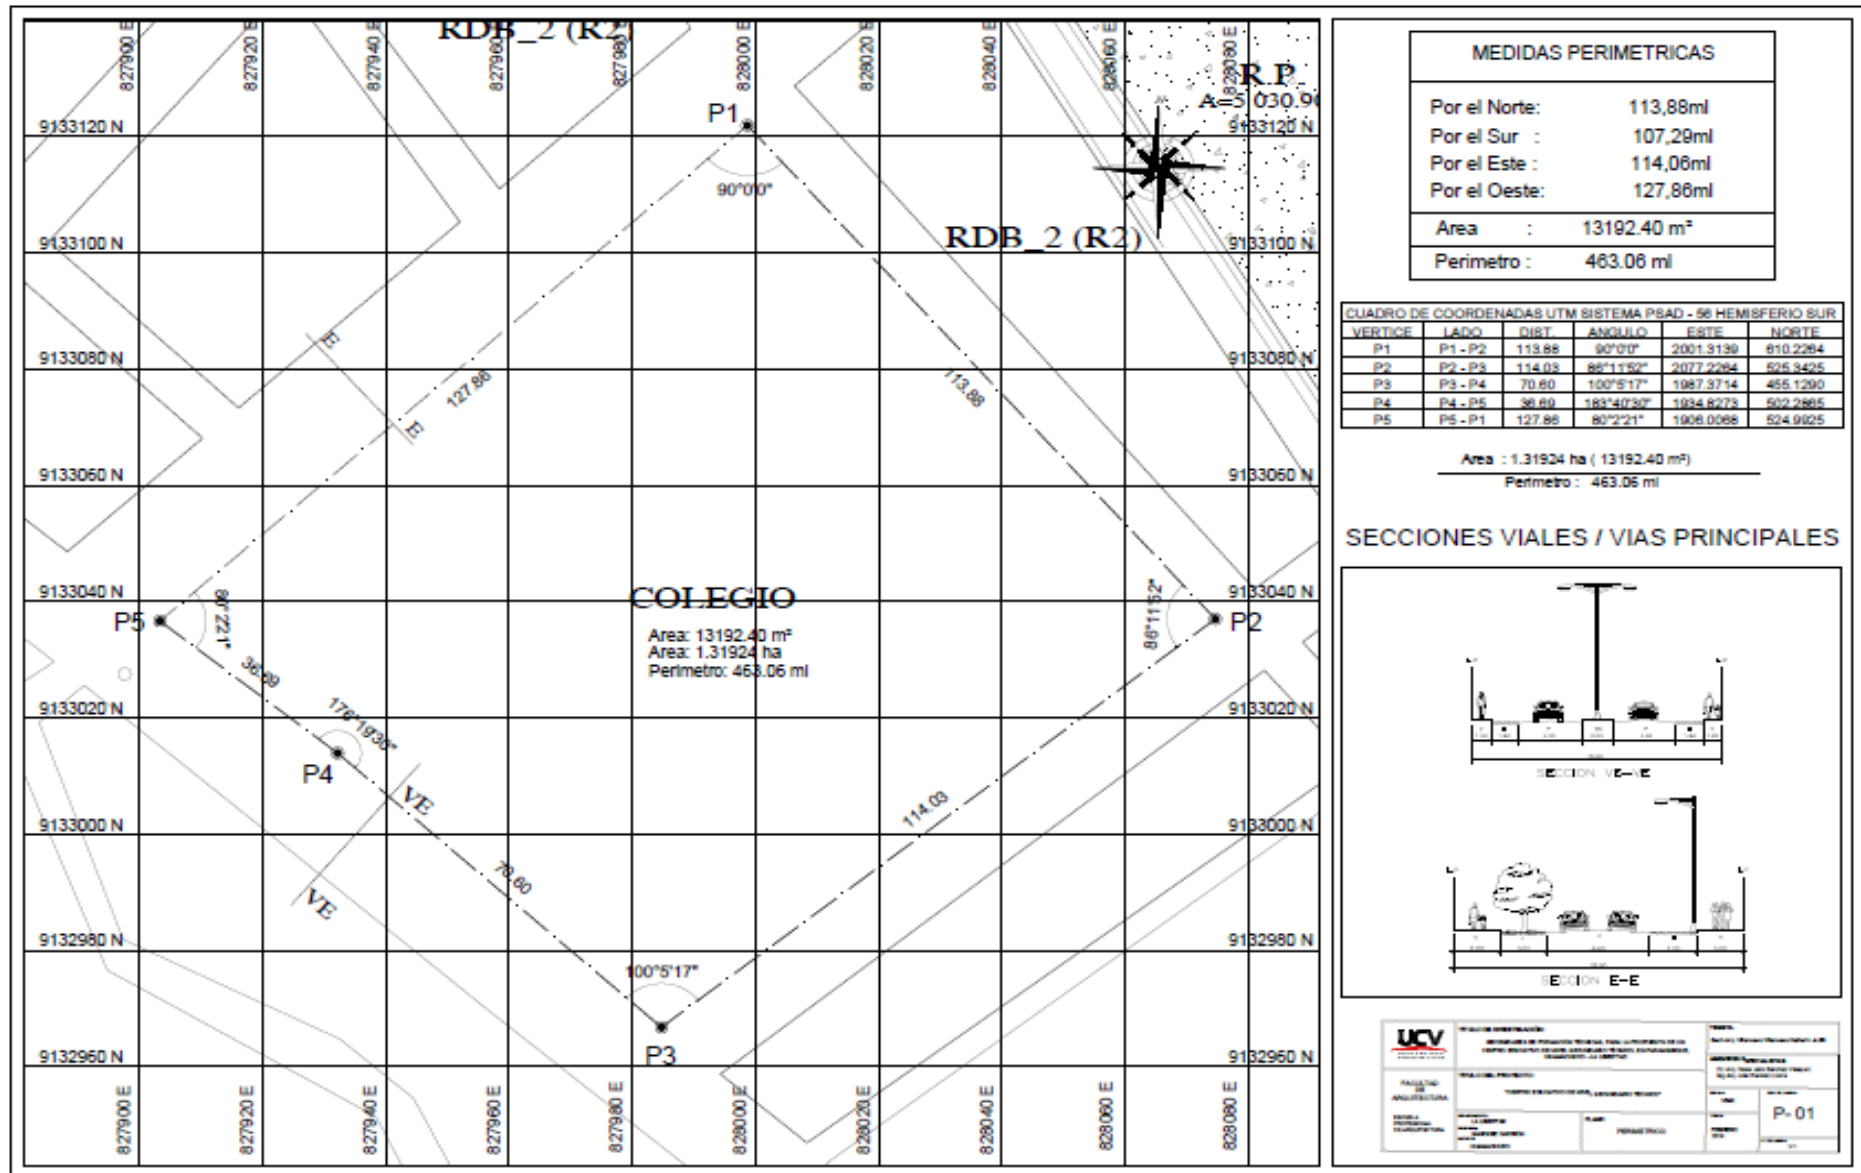 RDB_2 (R2)
827900 E
827920 E
827940 E
827960 E
827980 E
828000 E
828020 E
828040 E
828060 E
828080 E
R.P
A=5 030.90
P1
9133120 N
9133120 N
90°0'0"
RDB_2 (R2)
9133100 N
9133100 N
E
9133080 N
9133080 N
127.86
113.88
E
9133060 N
9133060 N
9133040 N
COLEGIO
9133040 N
P5
80°2'21"
Area: 13192.40 m²
Area: 1.31924 ha
Perimetro: 463.06 ml
86°11'52"
P2
36.69
176°19'30"
9133020 N
9133020 N
P4
VE
9133000 N
114.03
9133000 N
70.60
VE
9132980 N
9132980 N
100°5'17"
P3
9132960 N
9132960 N
827900 E
827920 E
827940 E
827960 E
827980 E
828000 E
828020 E
828040 E
828060 E
828080 E
MEDIDAS PERIMETRICAS
Por el Norte: 113,88ml
Por el Sur : 107,29ml
Por el Este : 114,06ml
Por el Oeste: 127,86ml
Area : 13192.40 m²
Perimetro : 463.06 ml
CUADRO DE COORDENADAS UTM SISTEMA PSAD - 56 HEMISFERIO SUR
VERTICE LADO DIST. ANGULO ESTE NORTE
P1 P1 - P2 113.88 90°0'0" 2001.3139 610.2264
P2 P2 - P3 114.03 86°11'52" 2077.2264 525.3425
P3 P3 - P4 70.60 100°5'17" 1987.3714 455.1290
P4 P4 - P5 36.69 183°40'30" 1934.8273 502.2865
P5 P5 - P1 127.86 80°2'21" 1906.0068 524.9925
Area : 1.31924 ha ( 13192.40 m²)
Perimetro : 463.06 ml
SECCIONES VIALES / VIAS PRINCIPALES
SECCION VE-VE
SECCION E-E
UCV
FACULTAD
DE
ARQUITECTURA
PERIMETRICO
P- 01